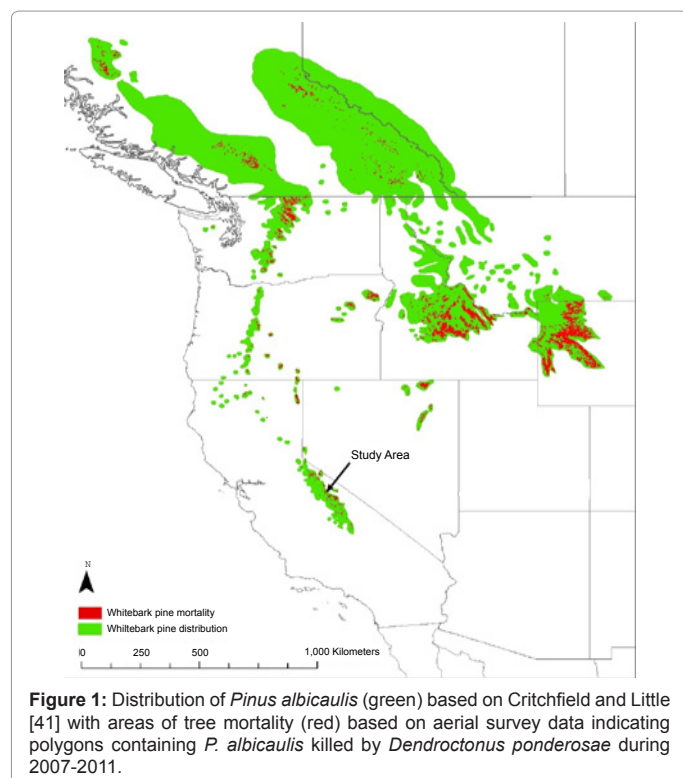 Study Area
N
Whitebark pine mortality
Whiltebark pine distribution
00 250 500 1,000 Kilometers
Figure 1: Distribution of Pinus albicaulis (green) based on Critchfield and Little
[41] with areas of tree mortality (red) based on aerial survey data indicating
polygons containing P. albicaulis killed by Dendroctonus ponderosae during
2007-2011.